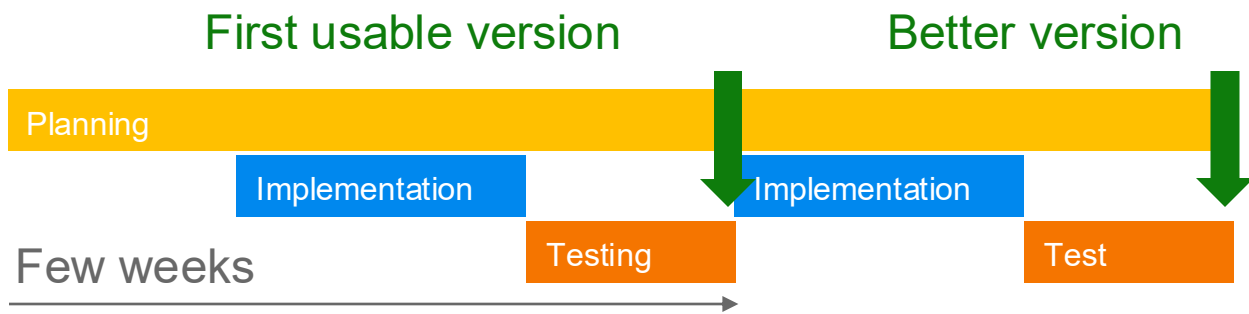 First usable version
Better version
Planning
Implementation
Implementation
Testing
Test
Few weeks